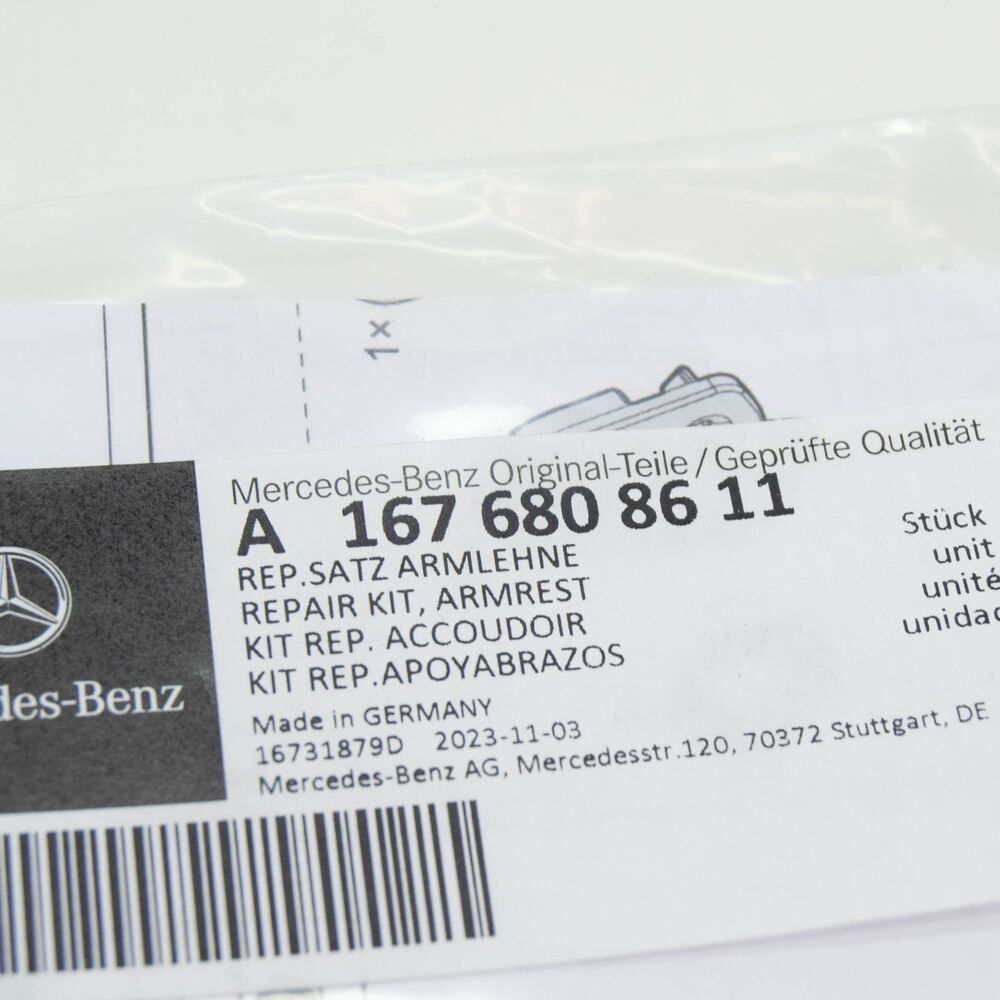 1x
Mercedes-Benz Original-Teile / Geprüfte Qualität
A 167 680 86 11
REP.SATZ ARMLEHNE
REPAIR KIT, ARMREST
KIT REP. ACCOUDOIR
KIT REP.APOYABRAZOS
Stück
unit
unité
unidad
Made in GERMANY
16731879D 2023-11-03
Mercedes-Benz AG, Mercedesstr.120, 70372 Stuttgart, DE
des-Benz